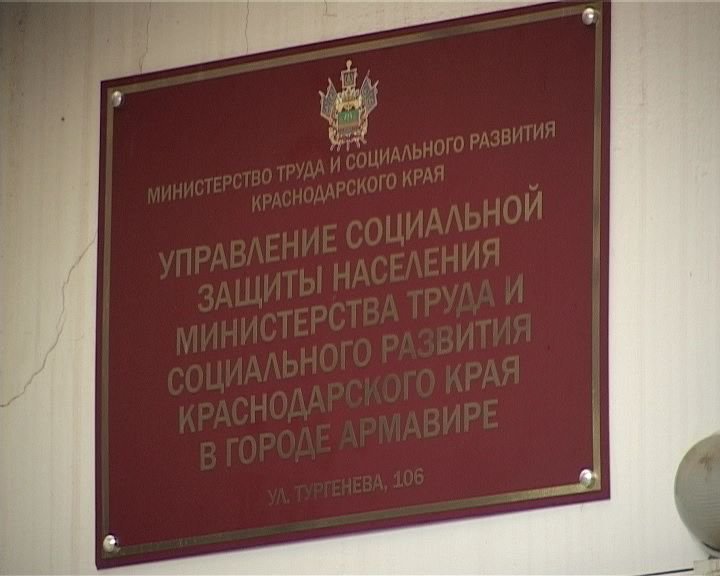 МИНИСТЕРСТВО ТРУДА И СОЦИАЛЬНОГО РАЗВИТИЯ
КРАСНОДАРСКОГО КРАЯ
УПРАВЛЕНИЕ СОЦИАЛЬНОЙ
ЗАЩИТЫ НАСЕЛЕНИЯ
МИНИСТЕРСТВА ТРУДА И
СОЦИАЛЬНОГО РАЗВИТИЯ
КРАСНОДАРСКОГО КРАЯ
В ГОРОДЕ АРМАВИРЕ
УЛ. ТУРГЕНЕВА, 106